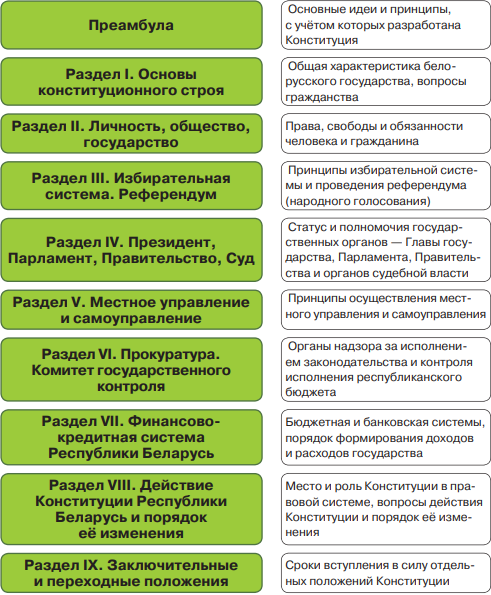 Преамбула
Основные идеи и принципы,
с учётом которых разработана
Конституция
Раздел I. Основы
конституционного строя
Общая характеристика бело-
русского государства, вопросы
гражданства
Раздел II. Личность, общество,
государство
Права, свободы и обязанности
человека и гражданина
Раздел III. Избирательная
система. Референдум
Принципы избирательной систе-
мы и проведения референдума
(народного голосования)
Раздел IV. Президент,
Парламент, Правительство, Суд
Статус и полномочия государ-
ственных органов — Главы госу-
дарства, Парламента, Правитель-
ства и органов судебной власти
Раздел V. Местное управление
и самоуправление
Принципы осуществления мест-
ного управления и самоуправления
Раздел VI. Прокуратура.
Комитет государственного
контроля
Органы надзора за исполнени-
ем законодательства и контроля
исполнения республиканского
бюджета
Раздел VII. Финансово-
кредитная система
Республики Беларусь
Бюджетная и банковская системы,
порядок формирования доходов
и расходов государства
Раздел VIII. Действие
Конституции Республики
Беларусь и порядок
её изменения
Место и роль Конституции в пра-
вовой системе, вопросы действия
Конституции и порядок её изме-
нения
Раздел IX. Заключительные
и переходные положения
Сроки вступления в силу отдель-
ных положений Конституции